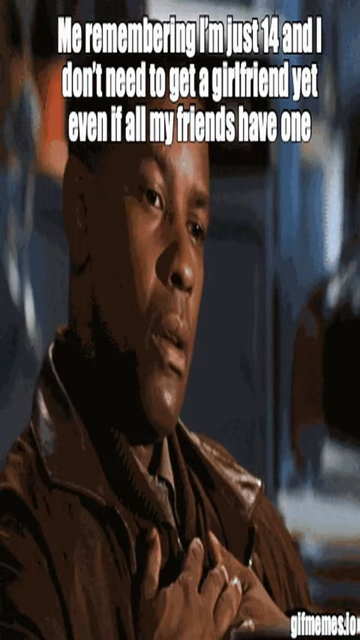 Me remembering I'm just 14 and I
don't need to get a girlfriend yet
even if all my friends have one
gifmemes.io